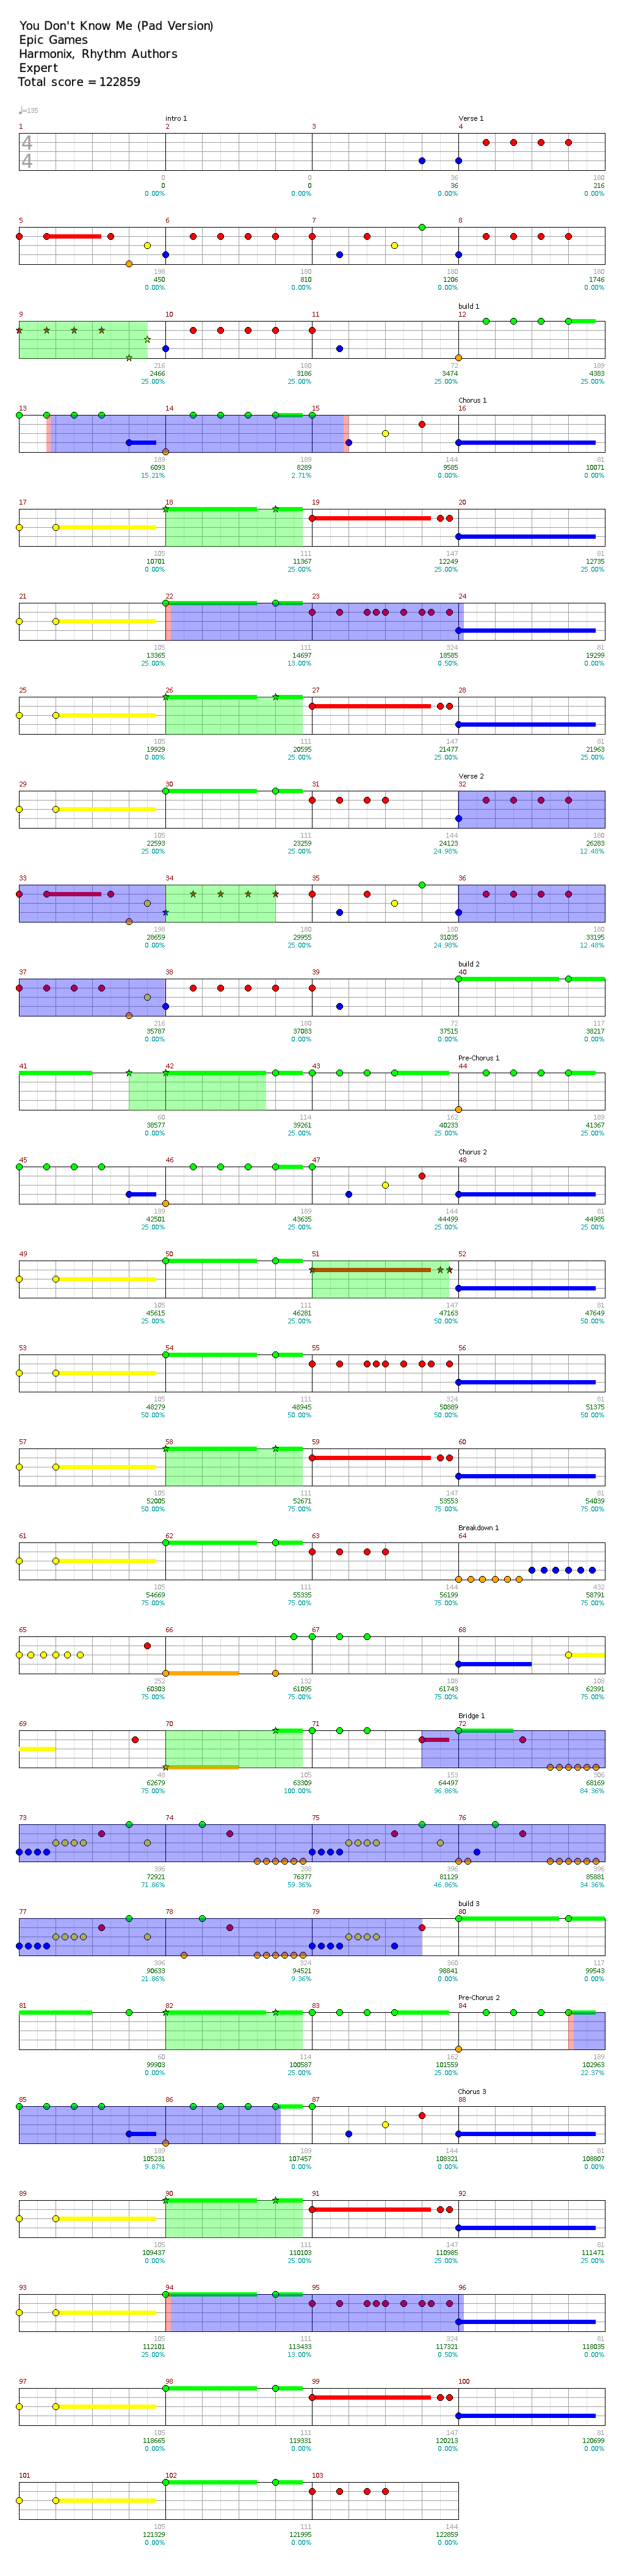 You Don't Know Me (Pad Version)
Epic Games
Harmonix, Rhythm Authors
Expert
Total score = 122859
♩=135
intro 1 Verse 1
1 2 3 4
4
4
0 0 36 180
0 0 36 216
0.00% 0.00% 0.00% 0.00%
5 6 7 8
198 180 180 180
450 810 1206 1746
0.00% 0.00% 0.00% 0.00%
build 1
9 10 11 12
216 180 72 189
2466 3186 3474 4383
25.00% 25.00% 25.00% 25.00%
Chorus 1
13 14 15 16
189 189 144 81
6093 8289 9585 10071
15.21% 2.71% 0.00% 0.00%
17 18 19 20
105 111 147 81
10701 11367 12249 12735
0.00% 25.00% 25.00% 25.00%
21 22 23 24
105 111 324 81
13365 14697 18585 19299
25.00% 13.00% 0.50% 0.00%
25 26 27 28
105 111 147 81
19929 20595 21477 21963
0.00% 25.00% 25.00% 25.00%
Verse 2
29 30 31 32
105 111 144 180
22593 23259 24123 26283
25.00% 25.00% 24.98% 12.48%
33 34 35 36
198 180 180 180
28659 29955 31035 33195
0.00% 25.00% 24.98% 12.48%
build 2
37 38 39 40
216 180 72 117
35787 37083 37515 38217
0.00% 0.00% 0.00% 0.00%
Pre-Chorus 1
41 42 43 44
60 114 162 189
38577 39261 40233 41367
0.00% 25.00% 25.00% 25.00%
Chorus 2
45 46 47 48
189 189 144 81
42501 43635 44499 44985
25.00% 25.00% 25.00% 25.00%
49 50 51 52
105 111 147 81
45615 46281 47163 47649
25.00% 25.00% 50.00% 50.00%
53 54 55 56
105 111 324 81
48279 48945 50889 51375
50.00% 50.00% 50.00% 50.00%
57 58 59 60
105 111 147 81
52005 52671 53553 54039
50.00% 75.00% 75.00% 75.00%
Breakdown 1
61 62 63 64
105 111 144 432
54669 55335 56199 58791
75.00% 75.00% 75.00% 75.00%
65 66 67 68
252 132 108 108
60303 61095 61743 62391
75.00% 75.00% 75.00% 75.00%
Bridge 1
69 70 71 72
48 105 153 306
62679 63309 64497 68169
75.00% 100.00% 96.86% 84.36%
73 74 75 76
396 288 396 396
72921 76377 81129 85881
71.86% 59.36% 46.86% 34.36%
build 3
77 78 79 80
396 324 360 117
90633 94521 98841 99543
21.86% 9.36% 0.00% 0.00%
Pre-Chorus 2
81 82 83 84
60 114 162 189
99903 100587 101559 102963
0.00% 25.00% 25.00% 22.37%
Chorus 3
85 86 87 88
189 189 144 81
105231 107457 108321 108807
9.87% 0.00% 0.00% 0.00%
89 90 91 92
105 111 147 81
109437 110103 110985 111471
0.00% 25.00% 25.00% 25.00%
93 94 95 96
105 111 324 81
112101 113433 117321 118035
25.00% 13.00% 0.50% 0.00%
97 98 99 100
105 111 147 81
118665 119331 120213 120699
0.00% 0.00% 0.00% 0.00%
101 102 103
105 111 144
121329 121995 122859
0.00% 0.00% 0.00%